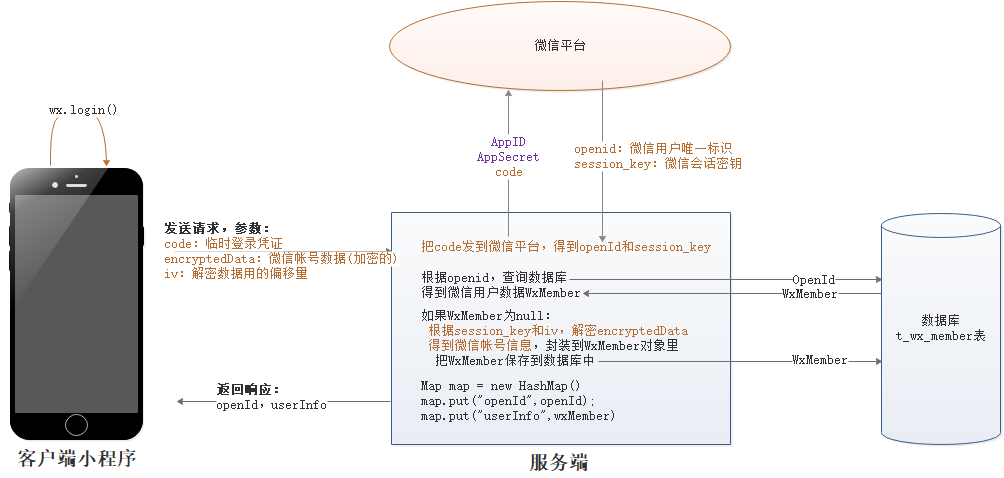 微信平台
wx.login()
AppID
AppSecret
code
openid：微信用户唯一标识
session_key：微信会话密钥
发送请求，参数：
code：临时登录凭证
encryptedData：微信帐号数据(加密的)
iv：解密数据用的偏移量
把code发到微信平台，得到openId和session_key
根据openid，查询数据库
得到微信用户数据WxMember
OpenId
WxMember
如果WxMember为null：
根据session_key和iv，解密encryptedData
得到微信帐号信息，封装到WxMember对象里
把WxMember保存到数据库中
WxMember
数据库
t_wx_member表
Map map = new HashMap()
map.put("openId",openId);
map.put("userInfo",wxMember)
返回响应：
openId，userInfo
客户端小程序
服务端